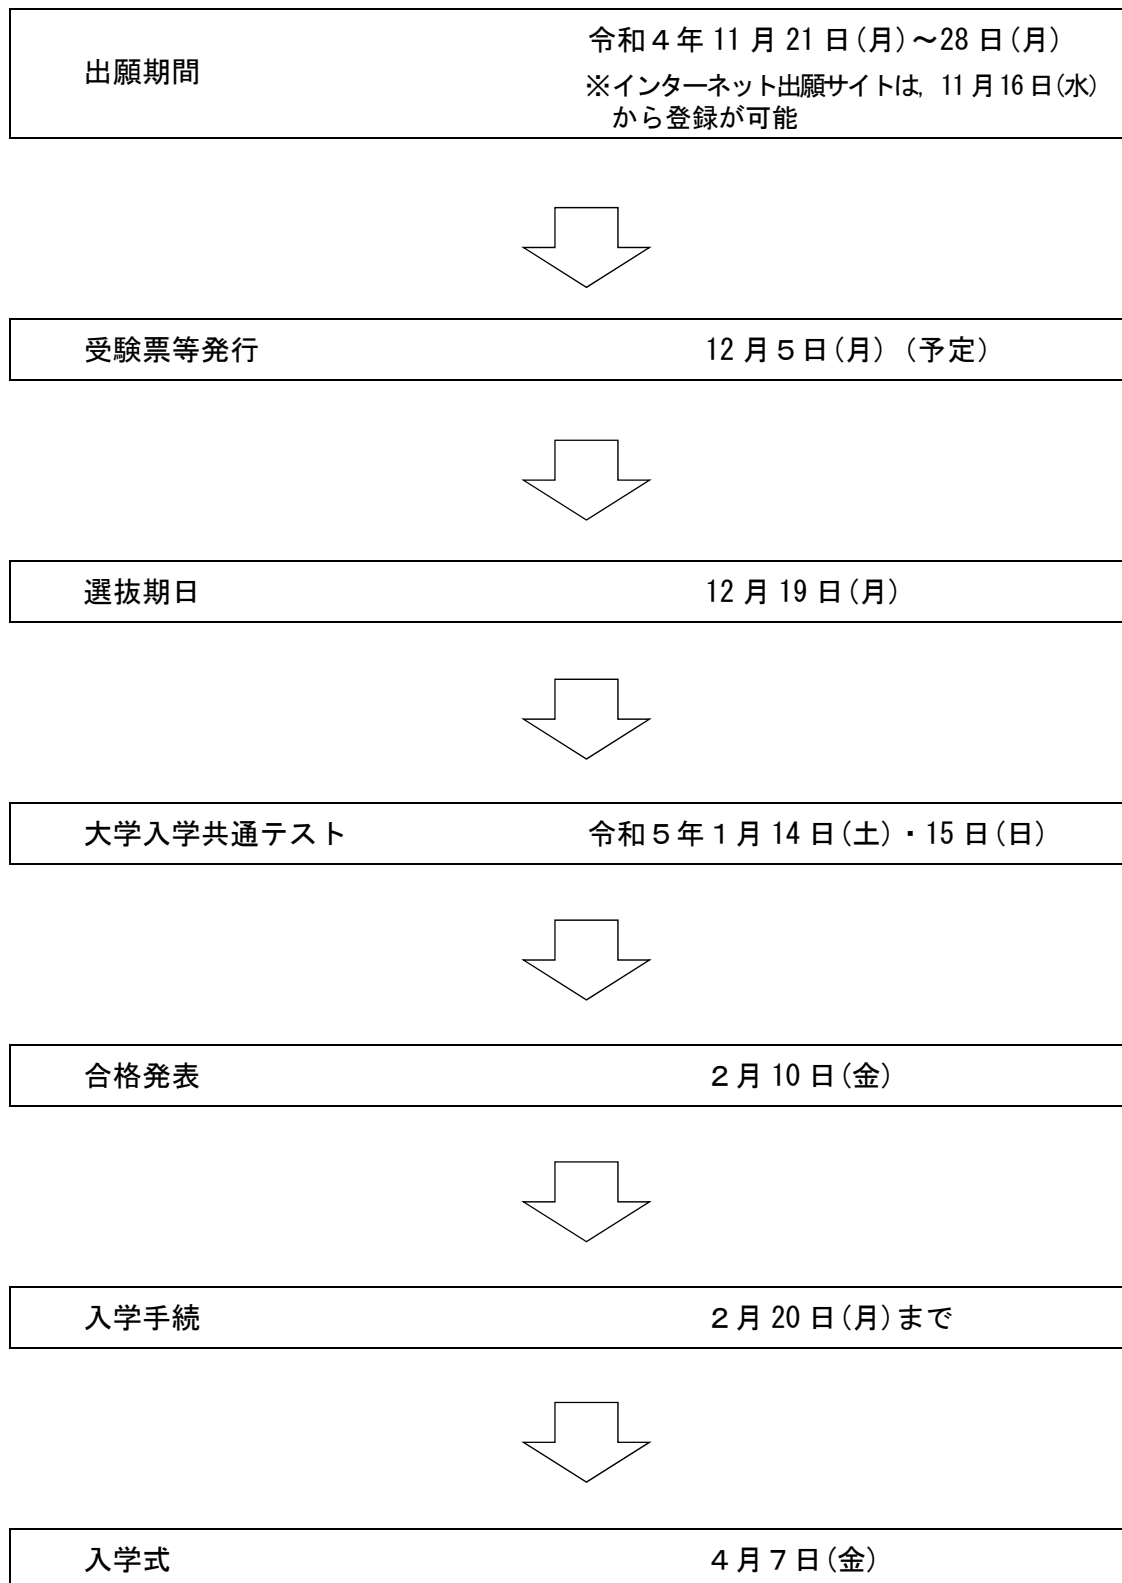 出願期間
令和４年 11 月 21 日(月)～28 日(月)
※インターネット出願サイトは，11 月 16 日(水)
から登録が可能
受験票等発行 12 月５日(月)（予定）
選抜期日 12 月 19 日(月)
大学入学共通テスト 令和５年１月 14 日(土)・15 日(日)
合格発表 ２月 10 日(金)
入学手続 ２月 20 日(月)まで
入学式 ４月７日(金)